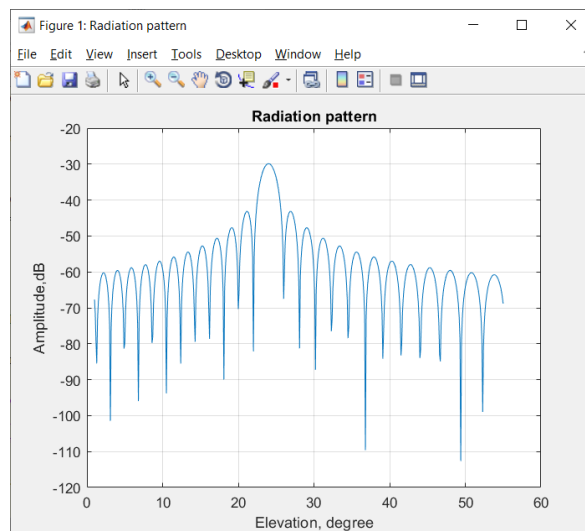 Figure 1: Radiation pattern
File Edit View Insert Tools Desktop Window Help
Radiation pattern
-20
-30
-40
-50
-60
-70
-80
-90
-100
-110
-120
Amplitude,dB
0 10 20 30 40 50 60
Elevation, degree